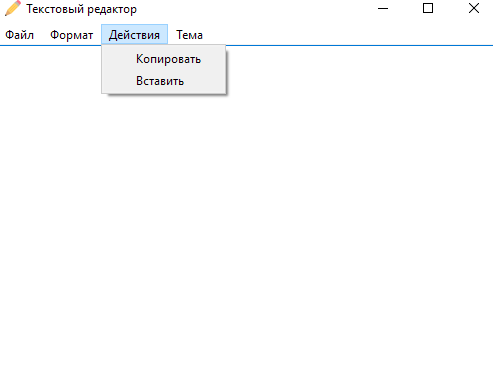 Текстовый редактор
Файл Формат Действия Тема
Копировать
Вставить